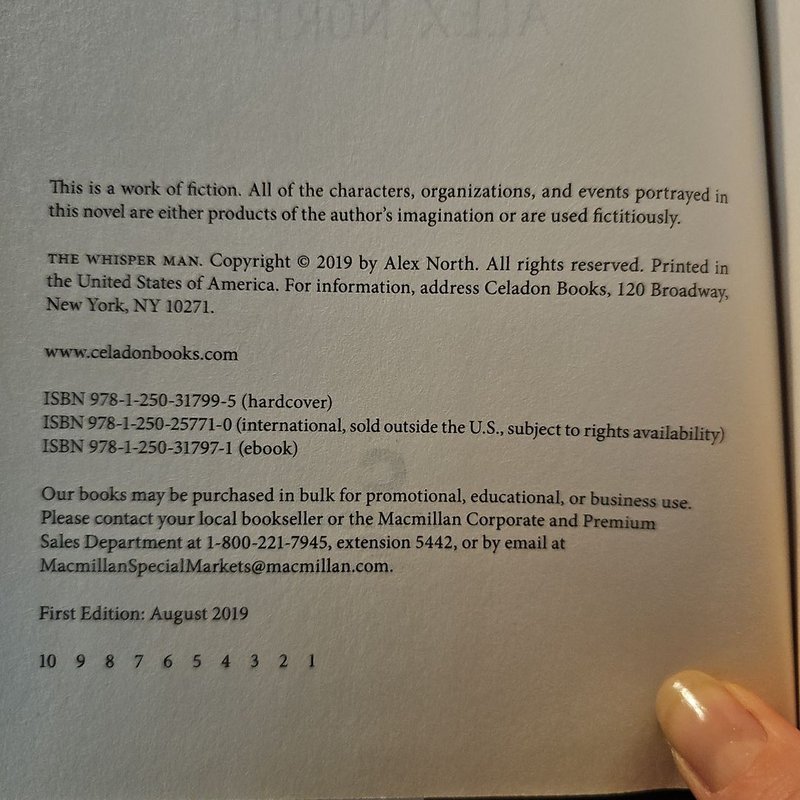 This is a work of fiction. All of the characters, organizations, and events portrayed in
this novel are either products of the author's imagination or are used fictitiously.
THE WHISPER MAN. Copyright © 2019 by Alex North. All rights reserved. Printed in
the United States of America. For information, address Celadon Books, 120 Broadway,
New York, NY 10271.
www.celadonbooks.com
ISBN 978-1-250-31799-5 (hardcover)
ISBN 978-1-250-25771-0 (international, sold outside the U.S., subject to rights availability)
ISBN 978-1-250-31797-1 (ebook)
Our books may be purchased in bulk for promotional, educational, or business use.
Please contact your local bookseller or the Macmillan Corporate and Premium
Sales Department at 1-800-221-7945, extension 5442, or by email at
MacmillanSpecialMarkets@macmillan.com.
First Edition: August 2019
10 9 8 7 6 5 4 3 2 1